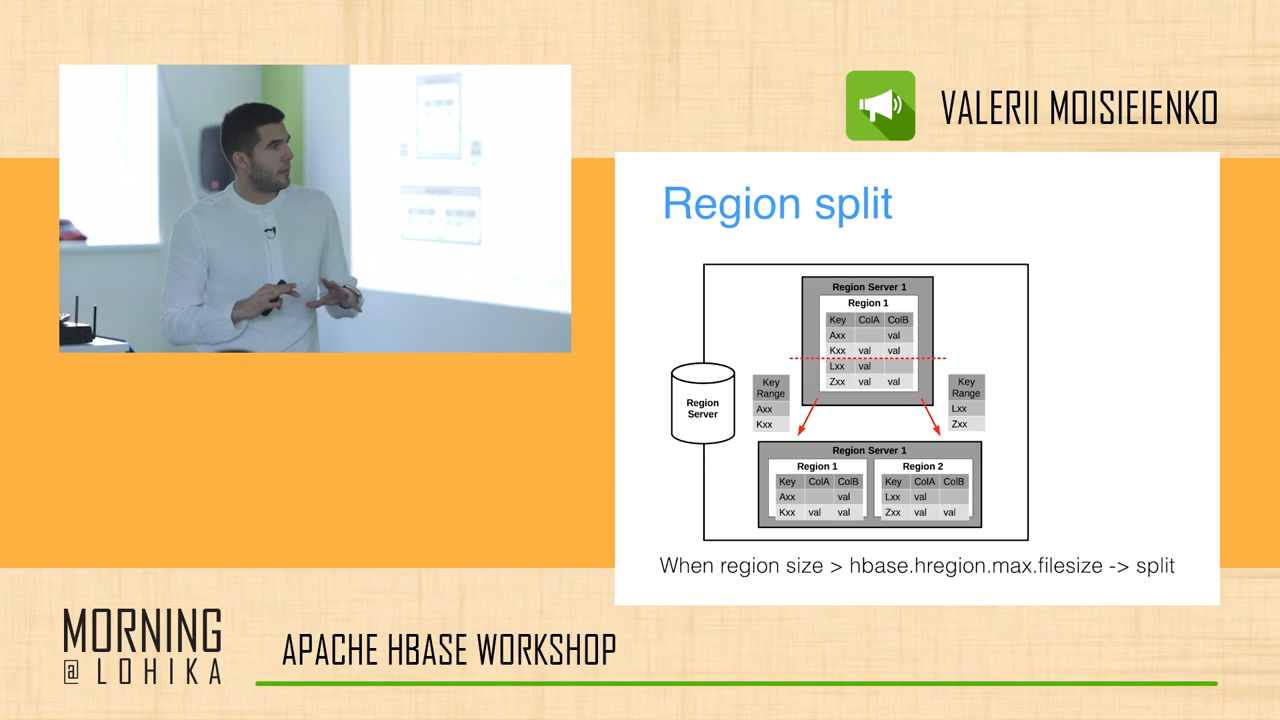 VALERII MOISIEIENKO
Region split
Region Server 1
Region 1
Key ColA ColB
Axx val
Kxx val val
Lxx val
Zxx val val
Key Range
Axx
Kxx
Key Range
Lxx
Zxx
Region
Server
Region Server 1
Region 1
Key ColA ColB
Axx val
Kxx val val
Region 2
Key ColA ColB
Lxx val
Zxx val val
When region size > hbase.hregion.max.filesize -> split
MORNING
@ LOHIKA
APACHE HBASE WORKSHOP